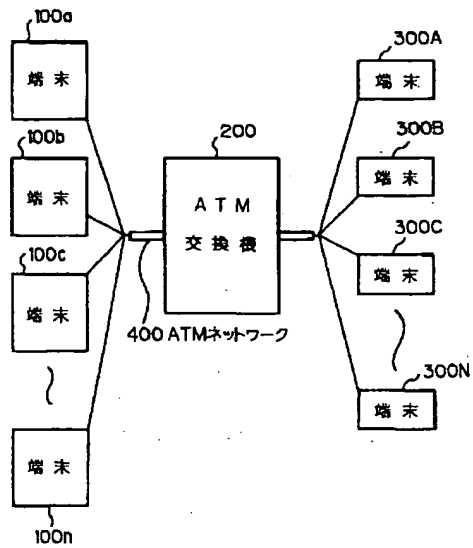 100a
端末
100b
端末
100c
端末
端末
100n
200
ATM
交換機
400 ATMネットワーク
300A
端末
300B
端末
300C
端末
300N
端末